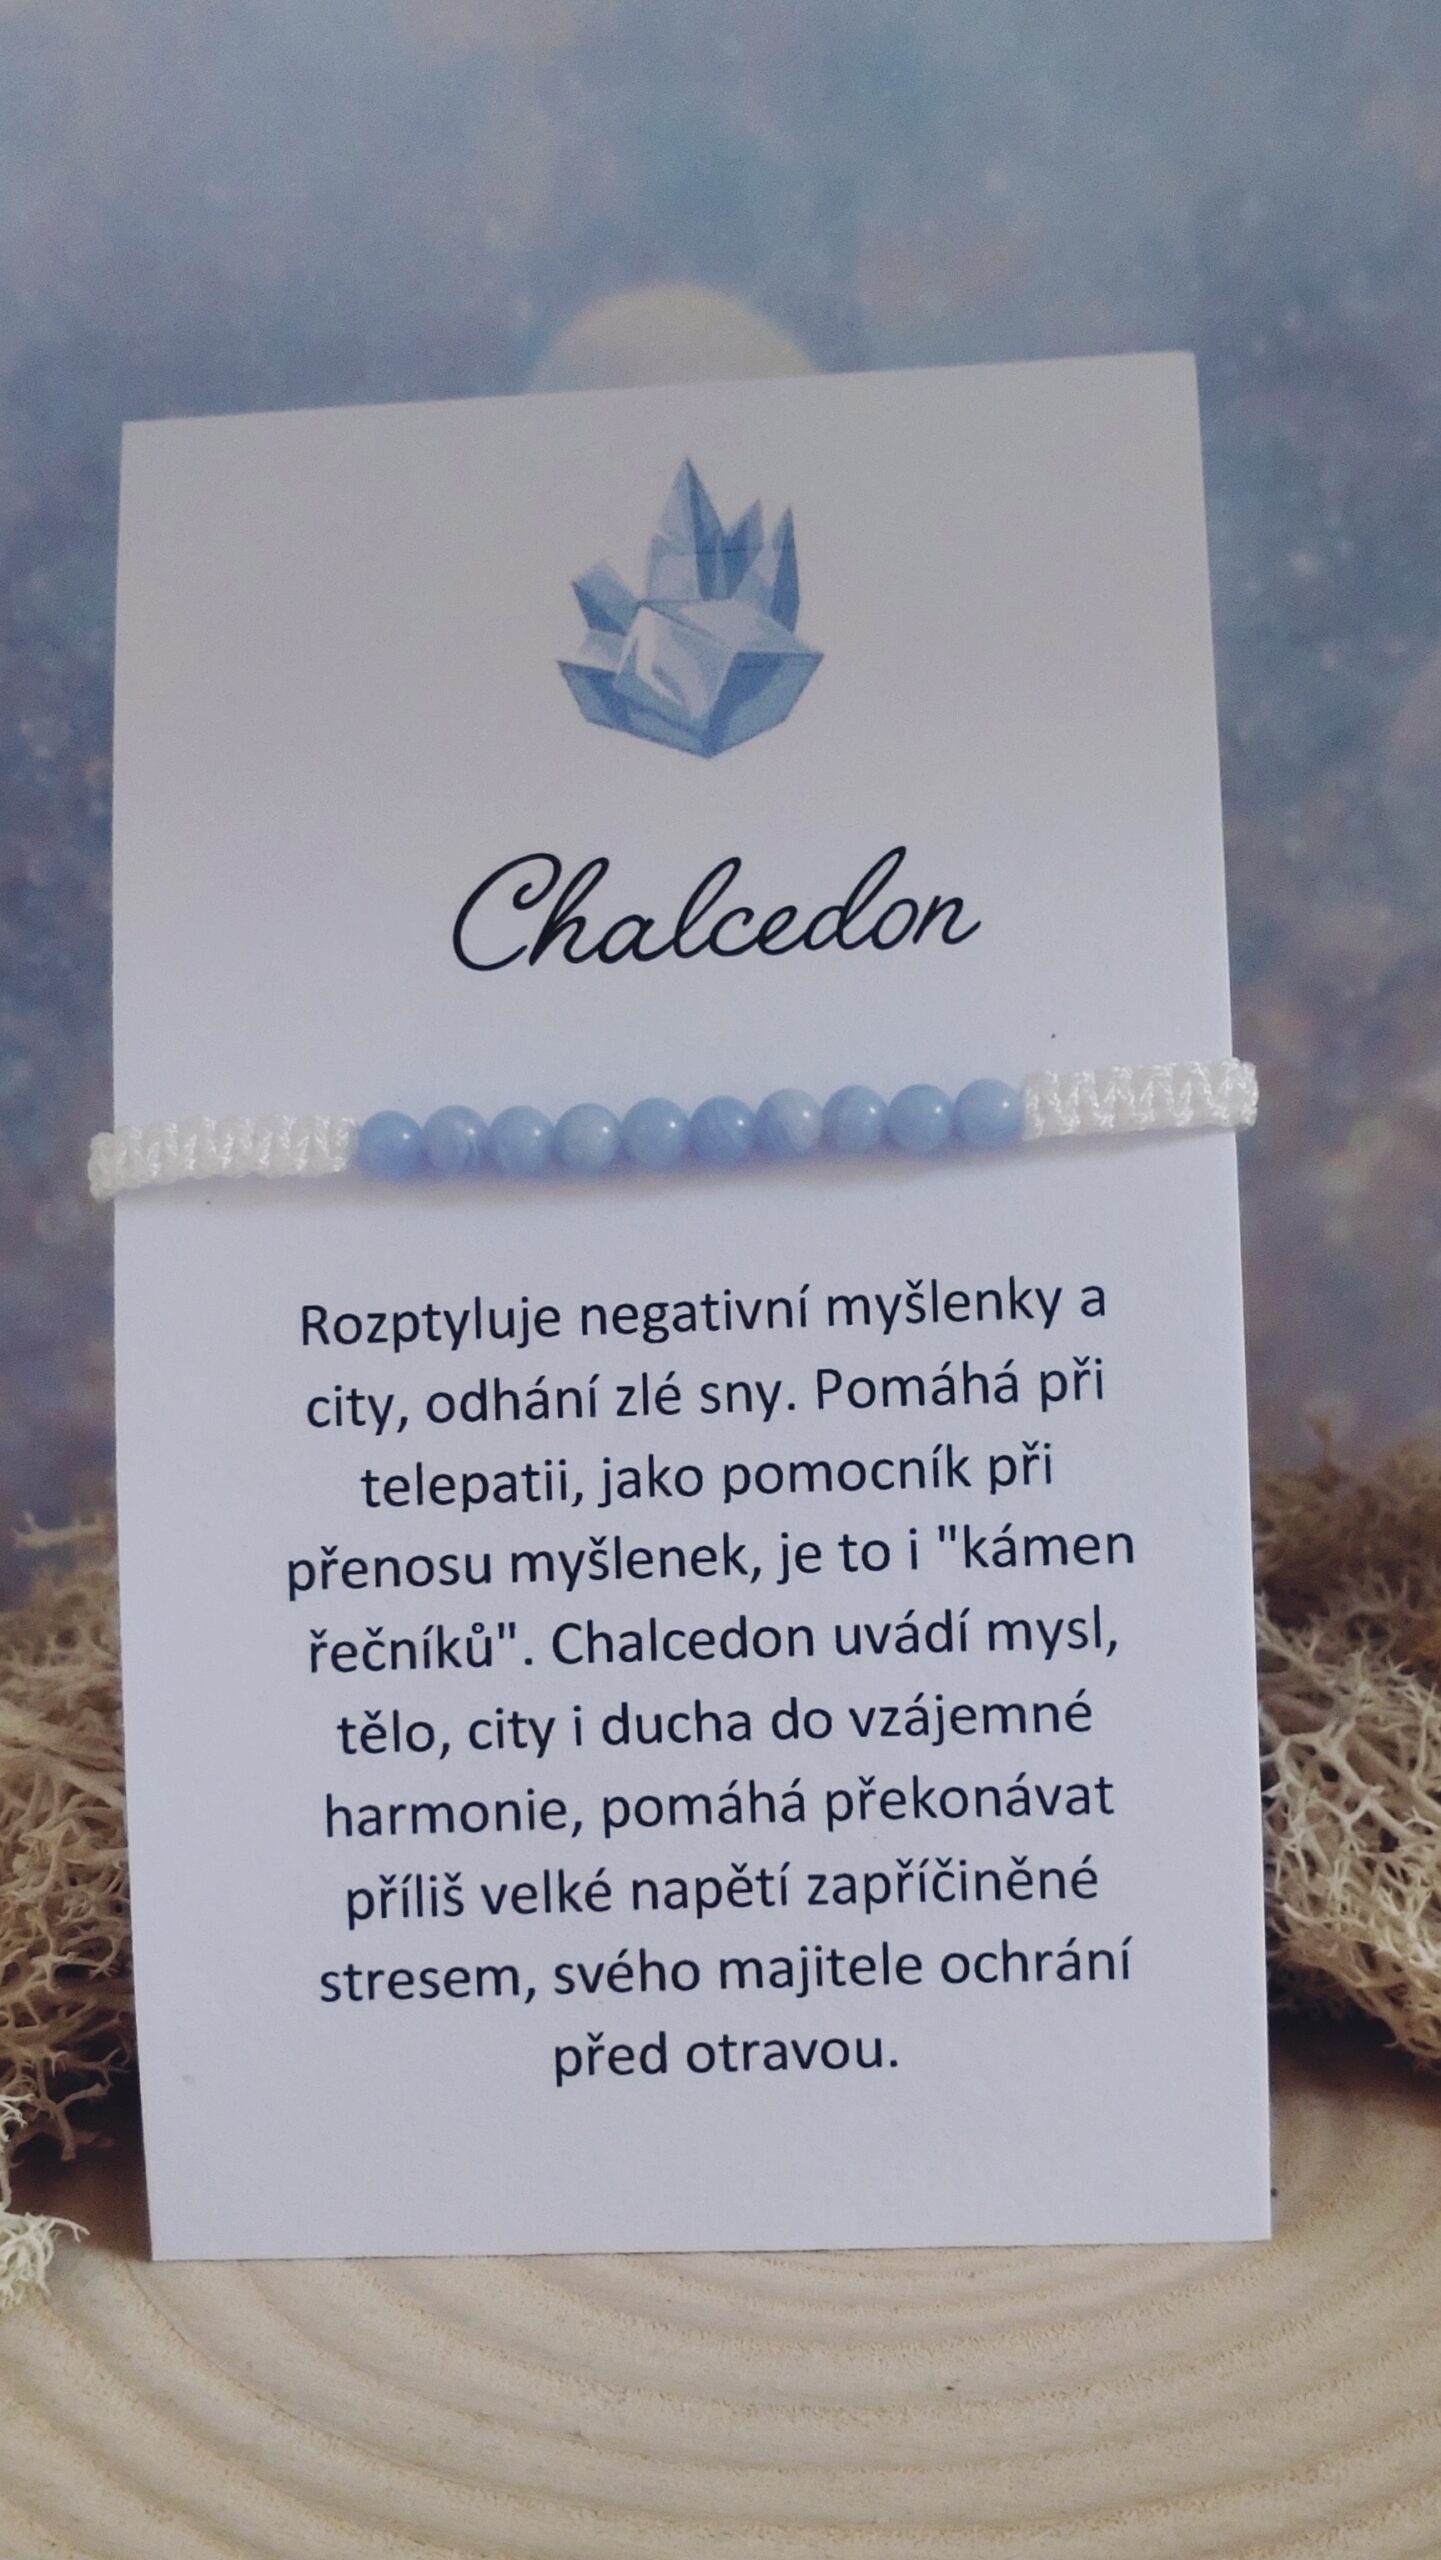 Chalcedon
Rozptyluje negativní myšlenky a
city, odhání zlé sny. Pomáhá při
telepatii, jako pomocník při
přenosu myšlenek, je to i "kámen
řečníků". Chalcedon uvádí mysl,
tělo, city i ducha do vzájemné
harmonie, pomáhá překonávat
příliš velké napětí zapříčiněné
stresem, svého majitele ochrání
před otravou.